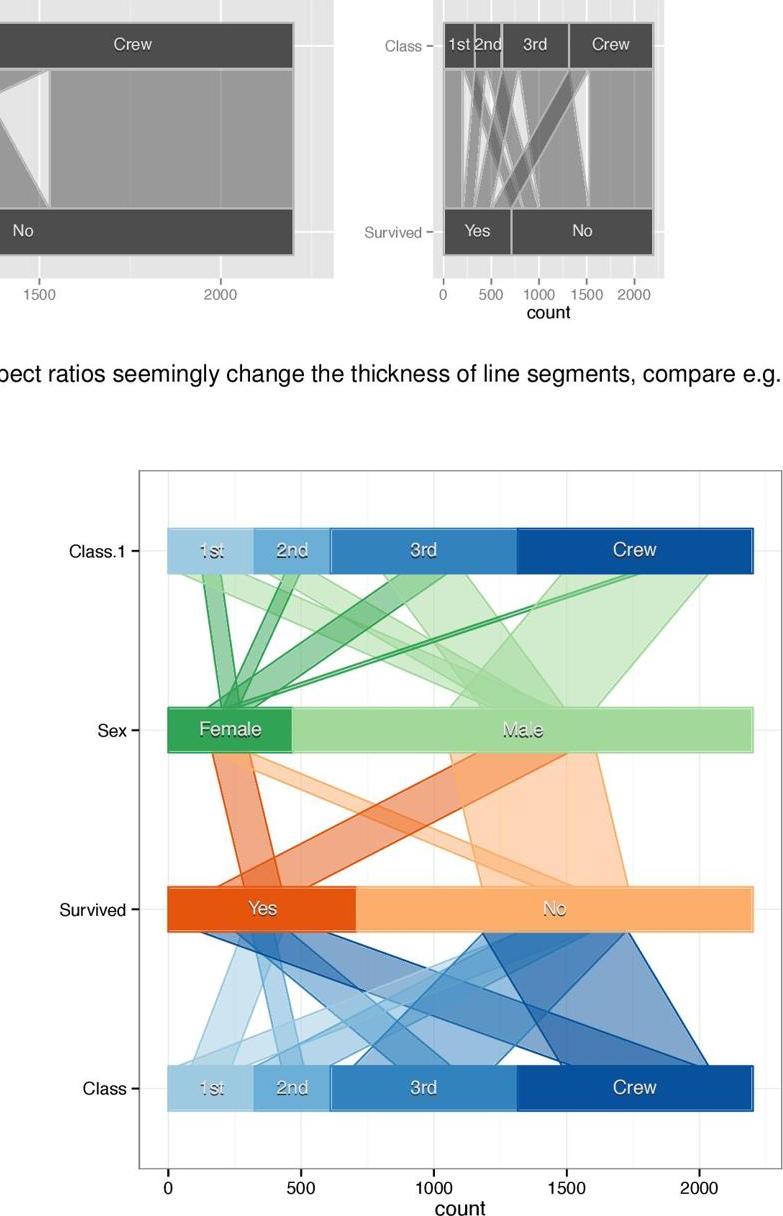 Crew
No
1500 2000
Class
1st 2nd 3rd Crew
Survived
Yes No
0 500 1000 1500 2000
count
pect ratios seemingly change the thickness of line segments, compare e.g.
Class.1
1st 2nd 3rd Crew
Sex
Female Male
Survived
Yes No
Class
1st 2nd 3rd Crew
0 500 1000 1500 2000
count